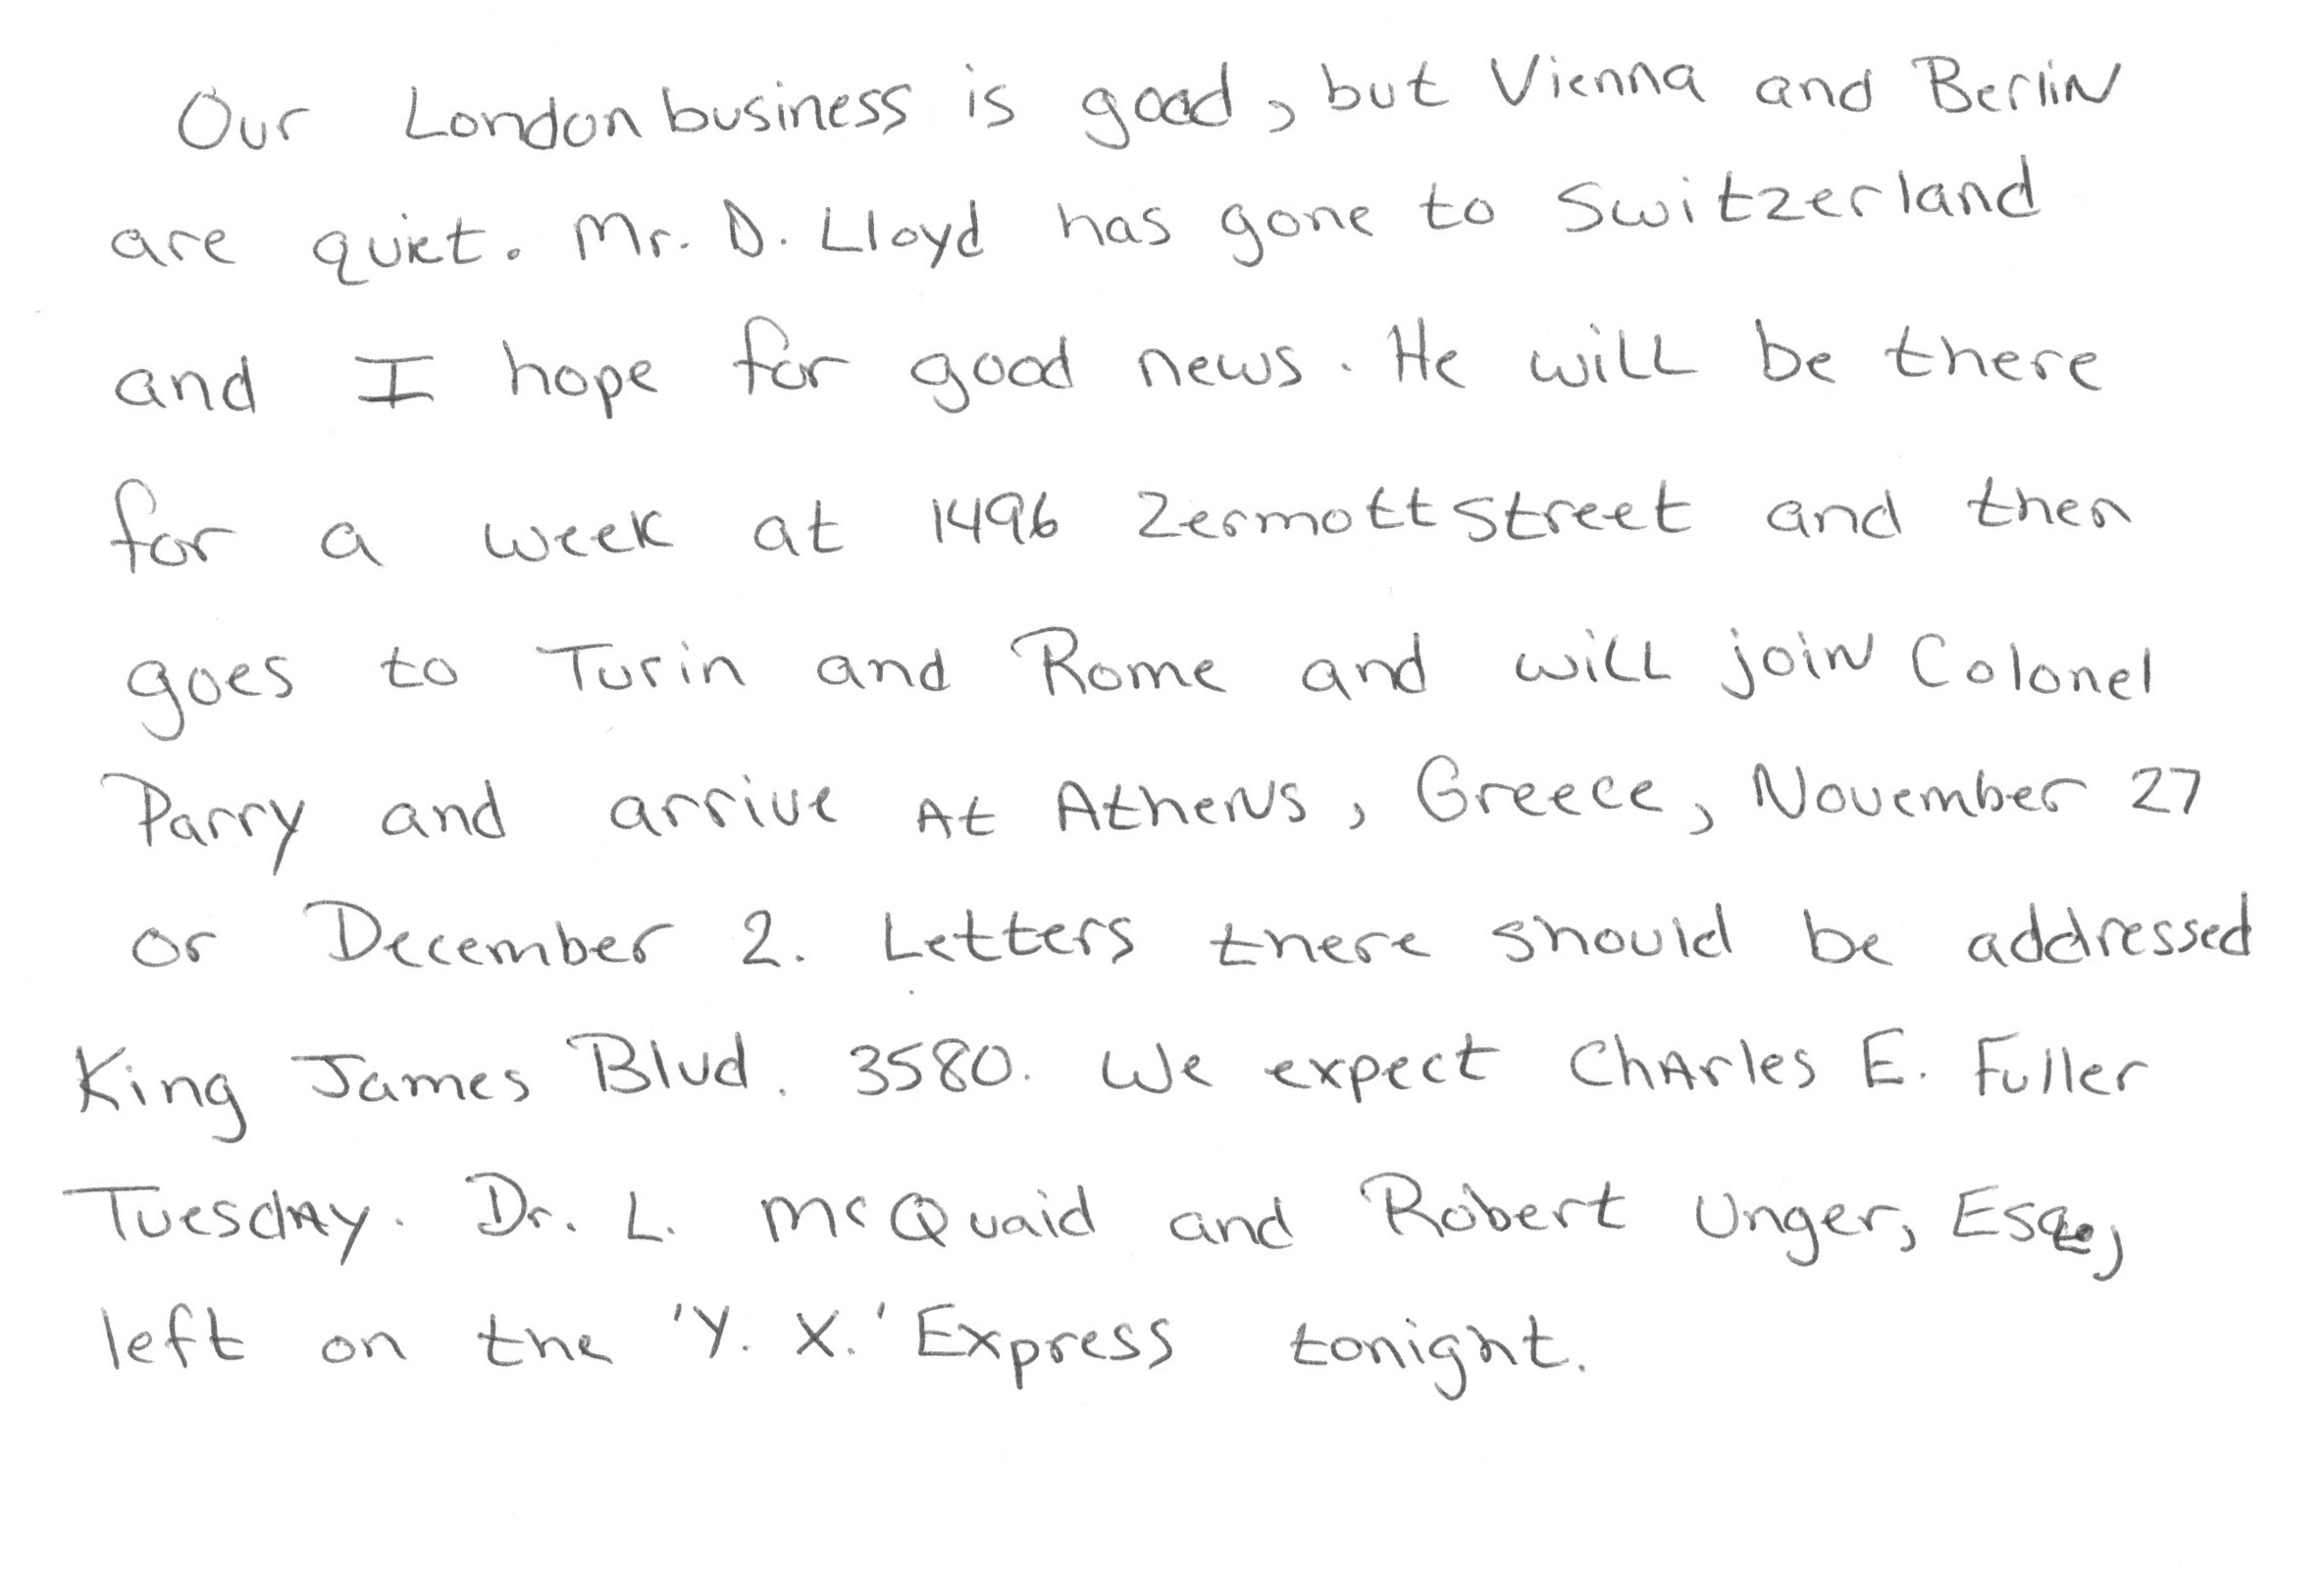 Our London business is good, but Vienna and Berlin
are quiet. Mr. D. Lloyd has gone to Switzerland
and I hope for good news. He will be there
for a week at 1496 Zermott Street and then
goes to Turin and Rome and will join Colonel
Parry and arrive At Athens, Greece, November 27
or December 2. Letters there should be addressed
King James Blvd. 3580. We expect Charles E. Fuller
Tuesday. Dr. L. McQuaid and Robert Unger, Esq.,
left on the 'Y. X.' Express tonight.